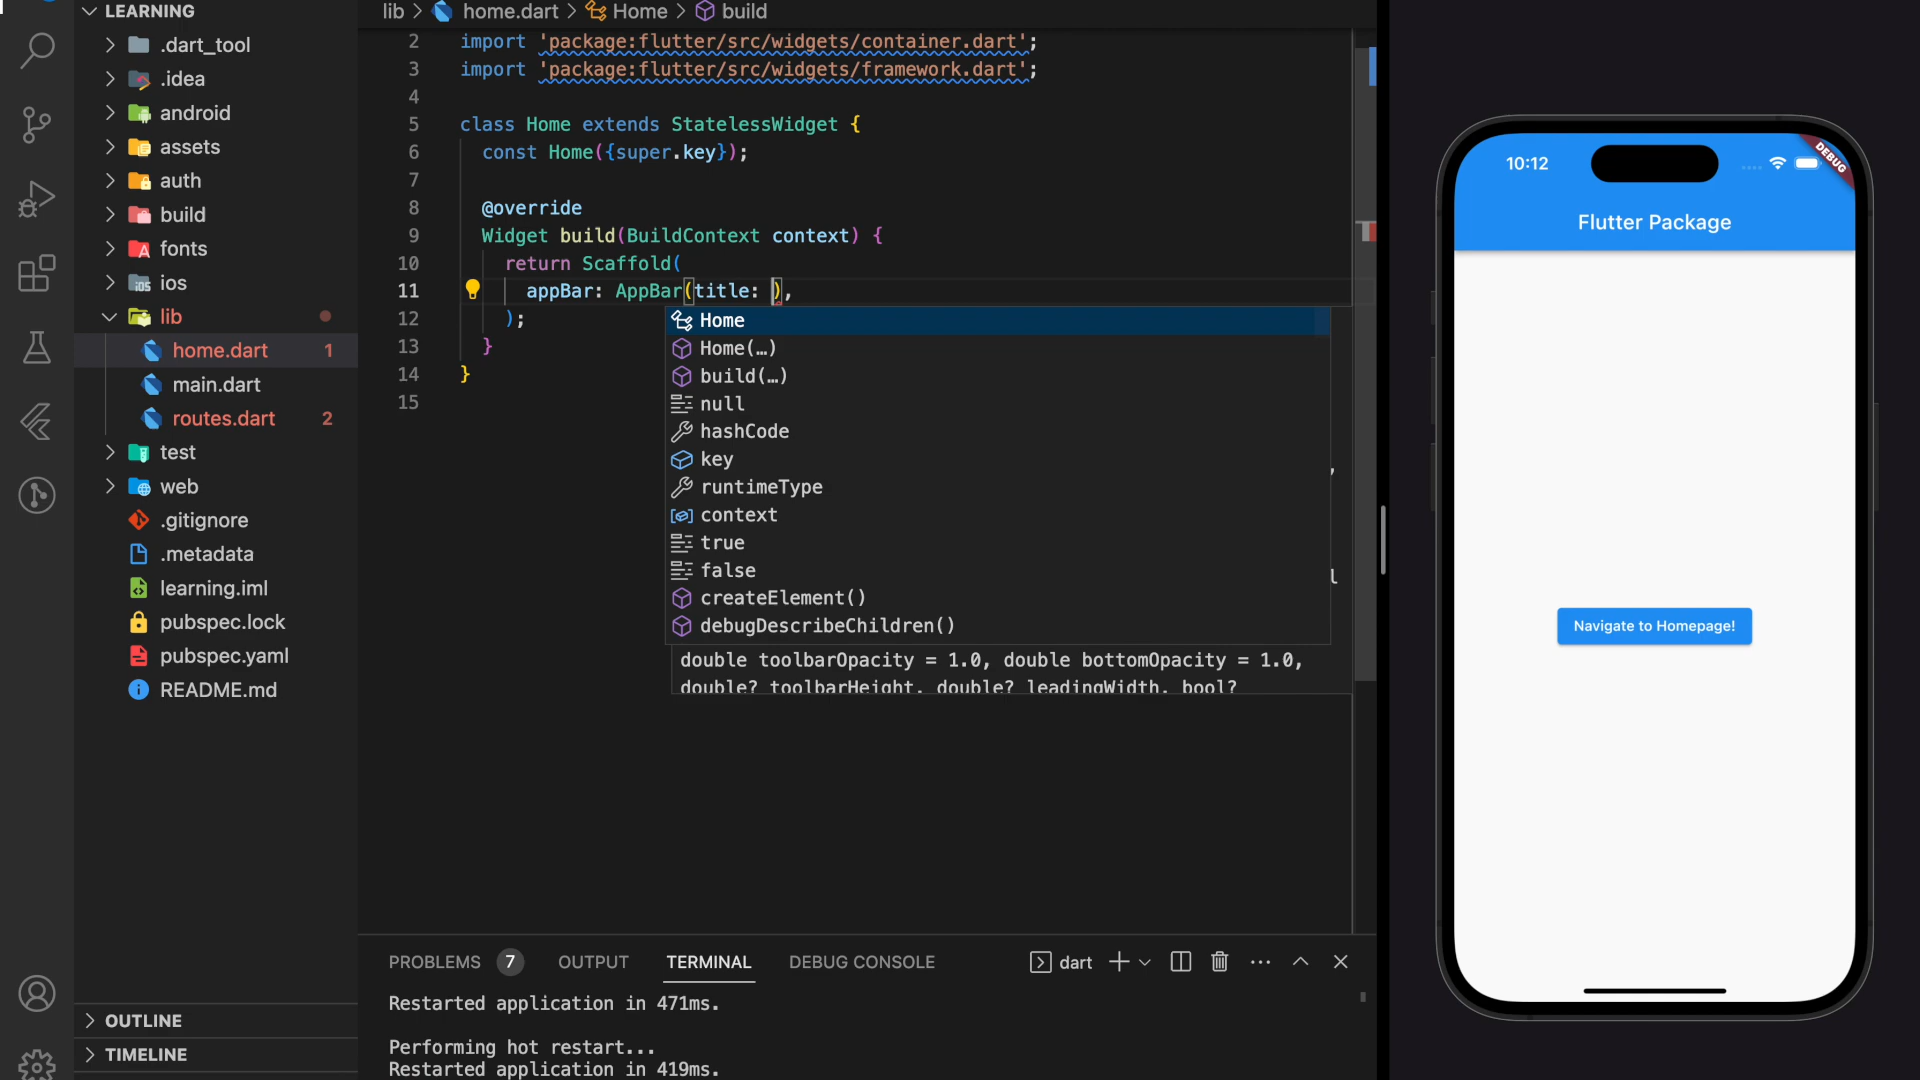 LEARNING
.dart_tool
.idea
android
assets
auth
build
fonts
ios
lib
home.dart 1
main.dart
routes.dart 2
test
web
.gitignore
.metadata
learning.iml
pubspec.lock
pubspec.yaml
README.md
OUTLINE
TIMELINE
lib > home.dart > Home > build
2 import 'package:flutter/src/widgets/container.dart';
3 import 'package:flutter/src/widgets/framework.dart';
4
5 class Home extends StatelessWidget {
6 const Home({super.key});
7
8 @override
9 Widget build(BuildContext context) {
10 return Scaffold(
11 appBar: AppBar(title: ),
12 );
13 }
14 }
15
Home
Home(…)
build(…)
null
hashCode
key
runtimeType
context
true
false
createElement()
debugDescribeChildren()
double toolbarOpacity = 1.0, double bottomOpacity = 1.0,
double? toolbarHeight, double? leadingWidth, bool?
PROBLEMS 7 OUTPUT TERMINAL DEBUG CONSOLE dart
Restarted application in 471ms.
Performing hot restart...
Restarted application in 419ms.
10:12
DEBUG
Flutter Package
Navigate to Homepage!